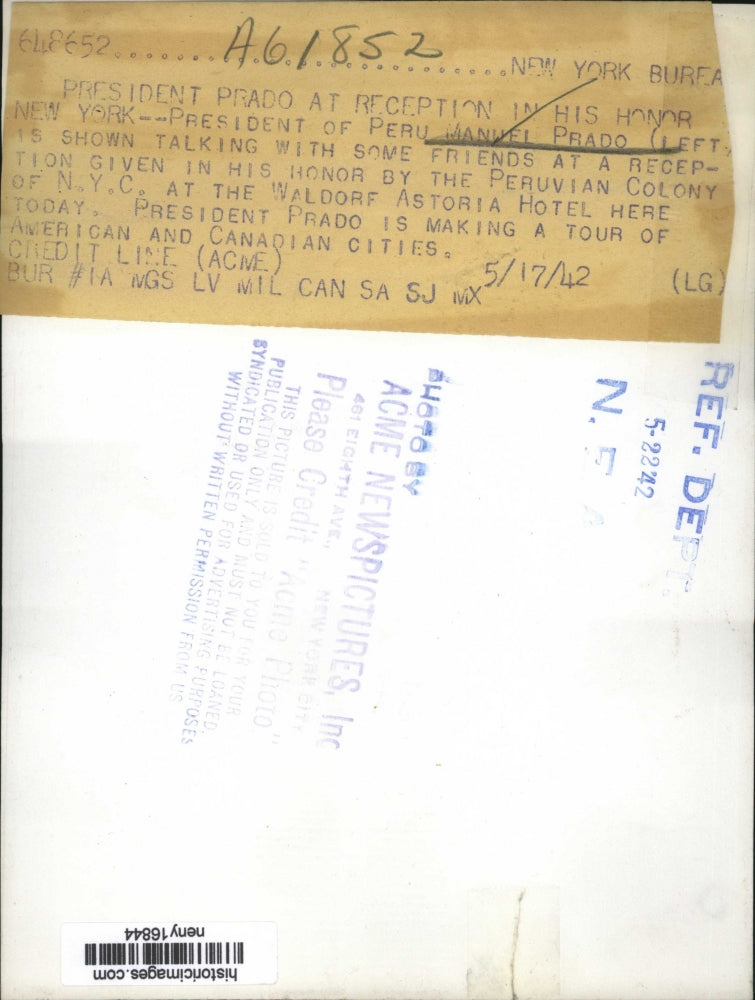 648652.......A61852...............NEW YORK BUREA
PRESIDENT PRADO AT RECEPTION IN HIS HONOR
NEW YORK--PRESIDENT OF PERU MANUEL PRADO (LEFT)
IS SHOWN TALKING WITH SOME FRIENDS AT A RECEP-
TION GIVEN IN HIS HONOR BY THE PERUVIAN COLONY
OF N.Y.C. AT THE WALDORF ASTORIA HOTEL HERE
TODAY. PRESIDENT PRADO IS MAKING A TOUR OF
AMERICAN AND CANADIAN CITIES.
CREDIT LINE (ACME)
BUR #1A MGS LV MIL CAN SA SJ MX 5/17/42 (LG)
REF. DEPT.
5-22 42
N. E. A
PHOTO BY
ACME NEWSPICTURES, Inc
461 EIGHTH AVE., NEW YORK CITY
Please Credit "Acme Photo"
THIS PICTURE IS SOLD TO YOU FOR YOUR
PUBLICATION ONLY AND MUST NOT BE LOANED,
SYNDICATED OR USED FOR ADVERTISING PURPOSES
WITHOUT WRITTEN PERMISSION FROM US
historicimages.com
neny16844